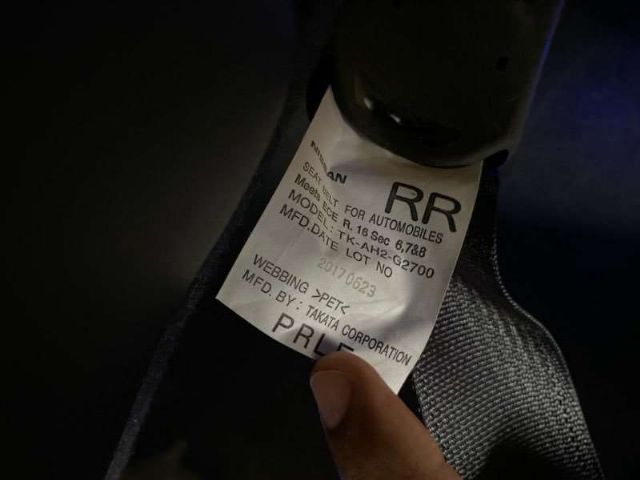 NISSAN
RR
SEAT BELT FOR AUTOMOBILES
Meets ECE R. 16 Sec 6,7&8
MODEL: TK-AH2-G2700
MFD.DATE LOT NO
20170623
WEBBING >PET<
MFD. BY: TAKATA CORPORATION